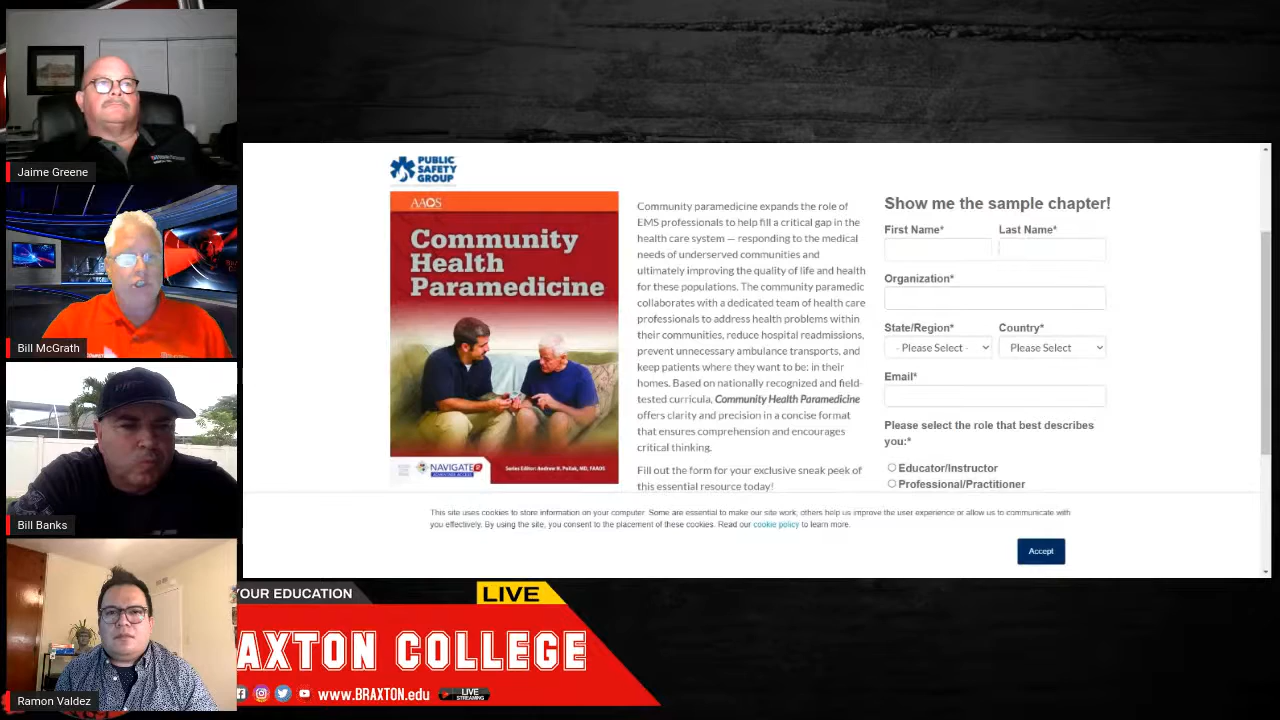 Jaime Greene
Bill McGrath
Bill Banks
Ramon Valdez
PUBLIC
SAFETY
GROUP
AAOS
Community
Health
Paramedicine
NAVIGATE 2
Series Editor: Andrew N. Pollak, MD, FAAOS
Community paramedicine expands the role of
EMS professionals to help fill a critical gap in the
health care system — responding to the medical
needs of underserved communities and
ultimately improving the quality of life and health
for these populations. The community paramedic
collaborates with a dedicated team of health care
professionals to address health problems within
their communities, reduce hospital readmissions,
prevent unnecessary ambulance transports, and
keep patients where they want to be: in their
homes. Based on nationally recognized and field-
tested curricula, Community Health Paramedicine
offers clarity and precision in a concise format
that ensures comprehension and encourages
critical thinking.
Fill out the form for your exclusive sneak peek of
this essential resource today!
Show me the sample chapter!
First Name* Last Name*
Organization*
State/Region* Country*
- Please Select - Please Select
Email*
Please select the role that best describes
you:*
Educator/Instructor
Professional/Practitioner
This site uses cookies to store information on your computer. Some are essential to make our site work; others help us improve the user experience or allow us to communicate with
you effectively. By using the site, you consent to the placement of these cookies. Read our cookie policy to learn more.
Accept
OUR EDUCATION
LIVE
AXTON COLLEGE
www.BRAXTON.edu
LIVE
STREAMING